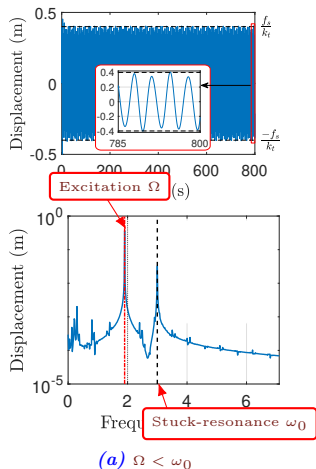 0.5
0
-0.5
Displacement (m)
f_s
k_t
-f_s
k_t
0.4
0.2
0
-0.2
-0.4
785
800
0
200
400
600
800
(s)
Excitation Ω
10^0
10^-5
Displacement (m)
0
2
4
6
Frequ
Stuck-resonance ω_0
(a) Ω < ω_0